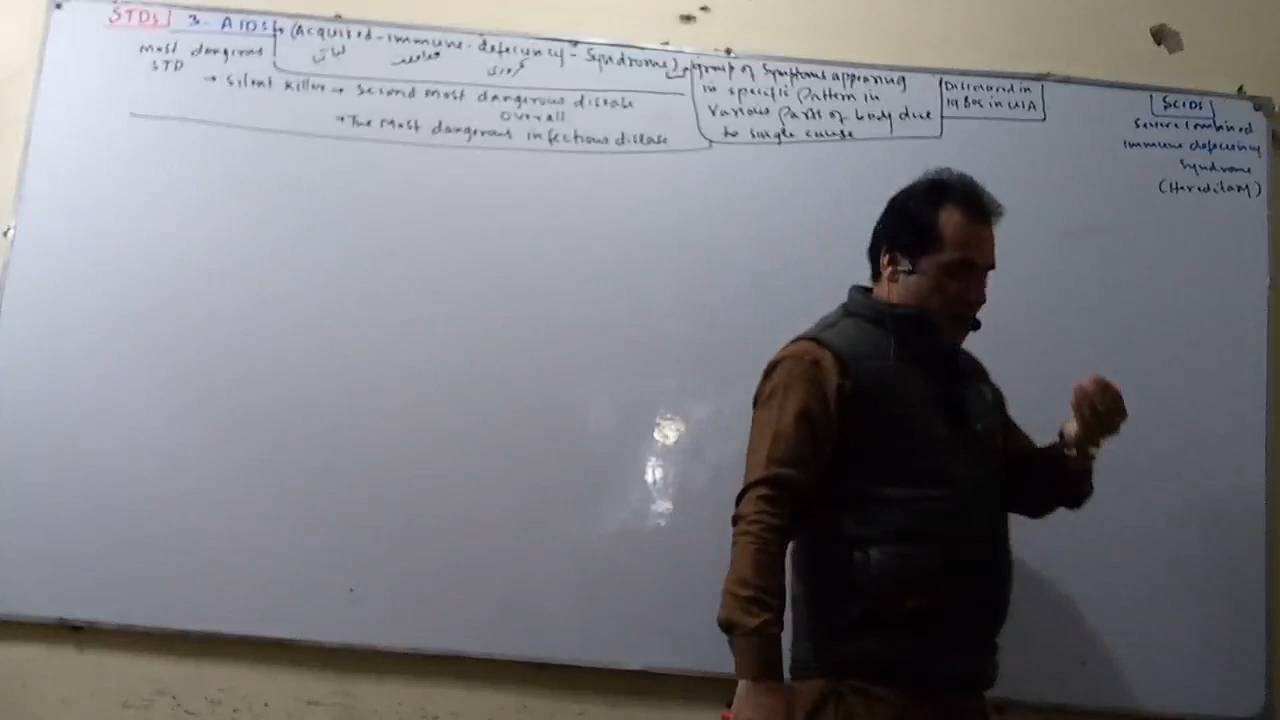 STDs 3. AIDS (Acquired-immune-deficiency-Syndrome)
Most dangerous
STD
→ Silent Killer → Second most dangerous disease
overall
→ The Most dangerous infectious disease
group of Symptoms appearing
in specific Pattern in
various Parts of body due
to single cause
Discovered in
1980s in USA
SCIDS
Severe combined
immune deficiency
Syndrome
(Hereditary)